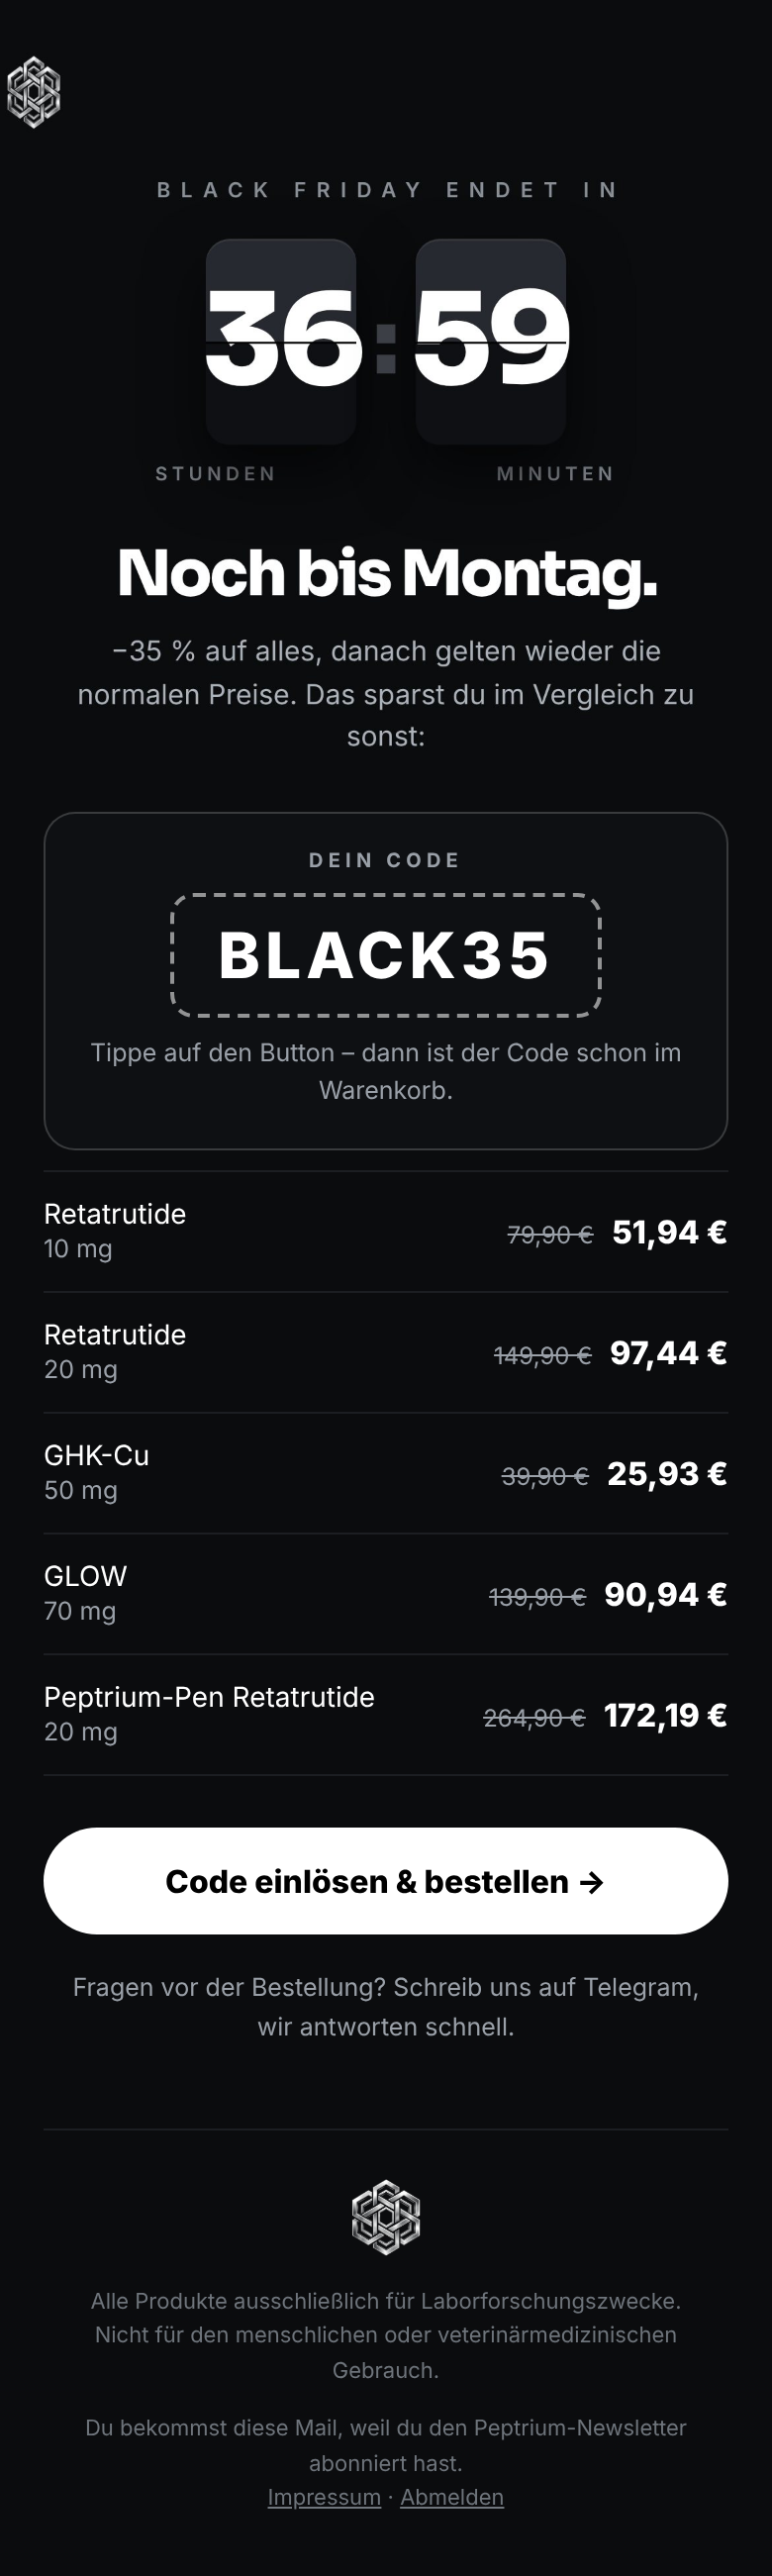 BLACK FRIDAY ENDET IN
36:59
STUNDEN MINUTEN
Noch bis Montag.
−35 % auf alles, danach gelten wieder die
normalen Preise. Das sparst du im Vergleich zu
sonst:
DEIN CODE
BLACK35
Tippe auf den Button – dann ist der Code schon im
Warenkorb.
Retatrutide
10 mg
79,90 € 51,94 €
Retatrutide
20 mg
149,90 € 97,44 €
GHK-Cu
50 mg
39,90 € 25,93 €
GLOW
70 mg
139,90 € 90,94 €
Peptrium-Pen Retatrutide
20 mg
264,90 € 172,19 €
Code einlösen & bestellen →
Fragen vor der Bestellung? Schreib uns auf Telegram,
wir antworten schnell.
Alle Produkte ausschließlich für Laborforschungszwecke.
Nicht für den menschlichen oder veterinärmedizinischen
Gebrauch.
Du bekommst diese Mail, weil du den Peptrium-Newsletter
abonniert hast.
Impressum · Abmelden